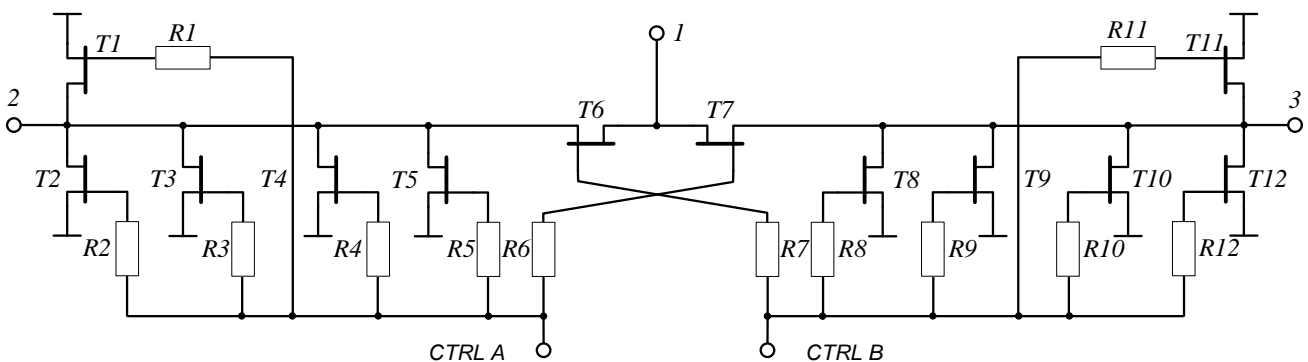 1
R1
R11
T1
T11
2
T6
T7
3
T2
T3
T4
T5
T8
T9
T10
T12
R2
R3
R4
R5
R6
R7
R8
R9
R10
R12
CTRL A
CTRL B